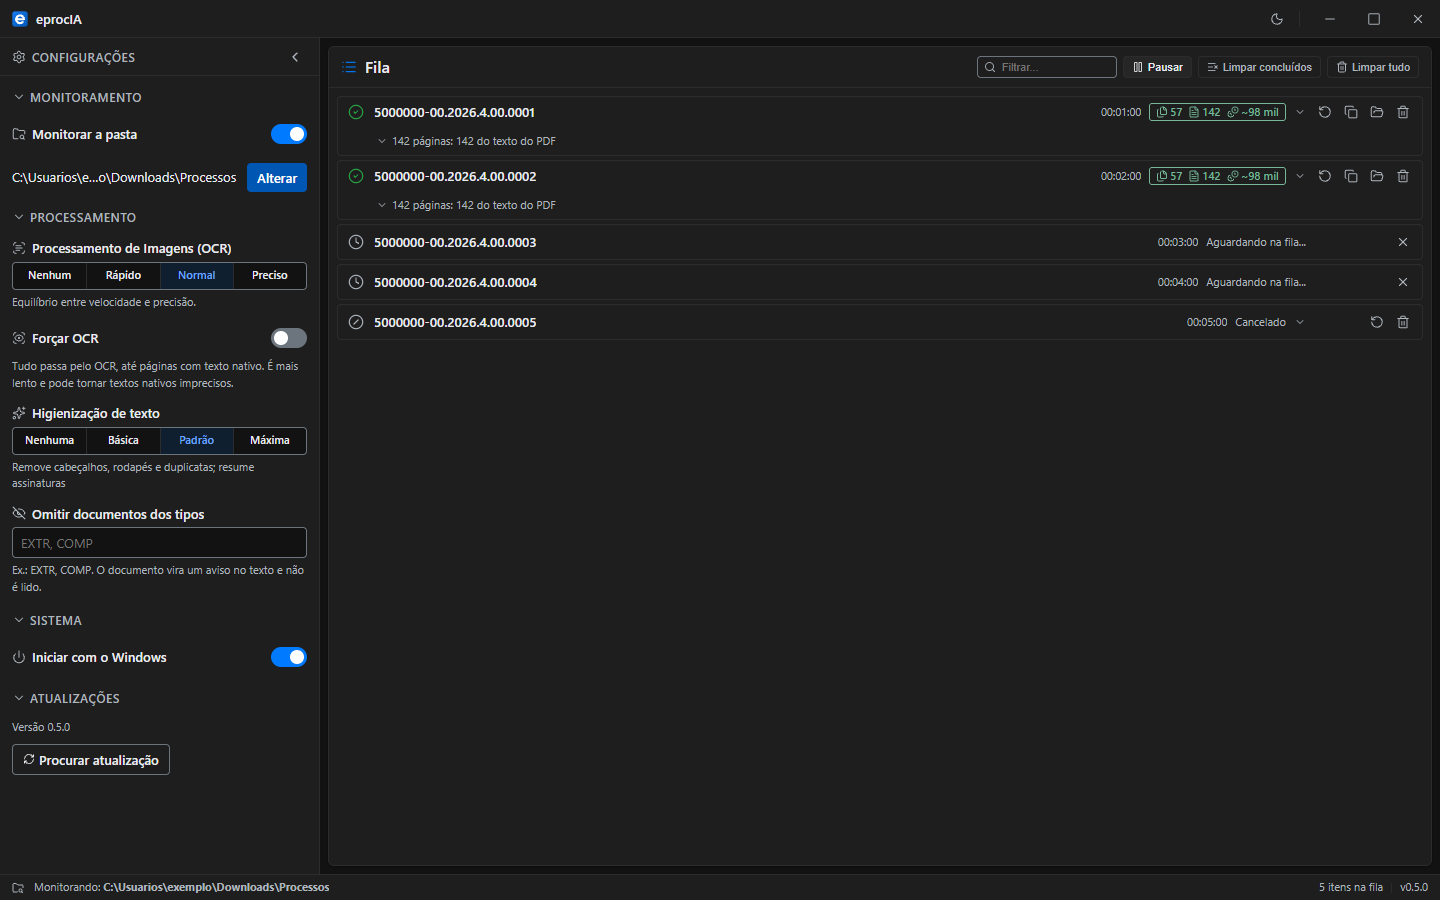 eprocIA
CONFIGURAÇÕES
MONITORAMENTO
Monitorar a pasta
C:\Usuarios\e...o\Downloads\Processos
Alterar
PROCESSAMENTO
Processamento de Imagens (OCR)
Nenhum Rápido Normal Preciso
Equilíbrio entre velocidade e precisão.
Forçar OCR
Tudo passa pelo OCR, até páginas com texto nativo. É mais
lento e pode tornar textos nativos imprecisos.
Higienização de texto
Nenhuma Básica Padrão Máxima
Remove cabeçalhos, rodapés e duplicatas; resume
assinaturas
Omitir documentos dos tipos
EXTR, COMP
Ex.: EXTR, COMP. O documento vira um aviso no texto e não
é lido.
SISTEMA
Iniciar com o Windows
ATUALIZAÇÕES
Versão 0.5.0
Procurar atualização
Fila
Filtrar...
Pausar
Limpar concluídos
Limpar tudo
5000000-00.2026.4.00.0001 00:01:00 57 142 ~98 mil
142 páginas: 142 do texto do PDF
5000000-00.2026.4.00.0002 00:02:00 57 142 ~98 mil
142 páginas: 142 do texto do PDF
5000000-00.2026.4.00.0003 00:03:00 Aguardando na fila...
5000000-00.2026.4.00.0004 00:04:00 Aguardando na fila...
5000000-00.2026.4.00.0005 00:05:00 Cancelado
Monitorando: C:\Usuarios\exemplo\Downloads\Processos
5 itens na fila v0.5.0